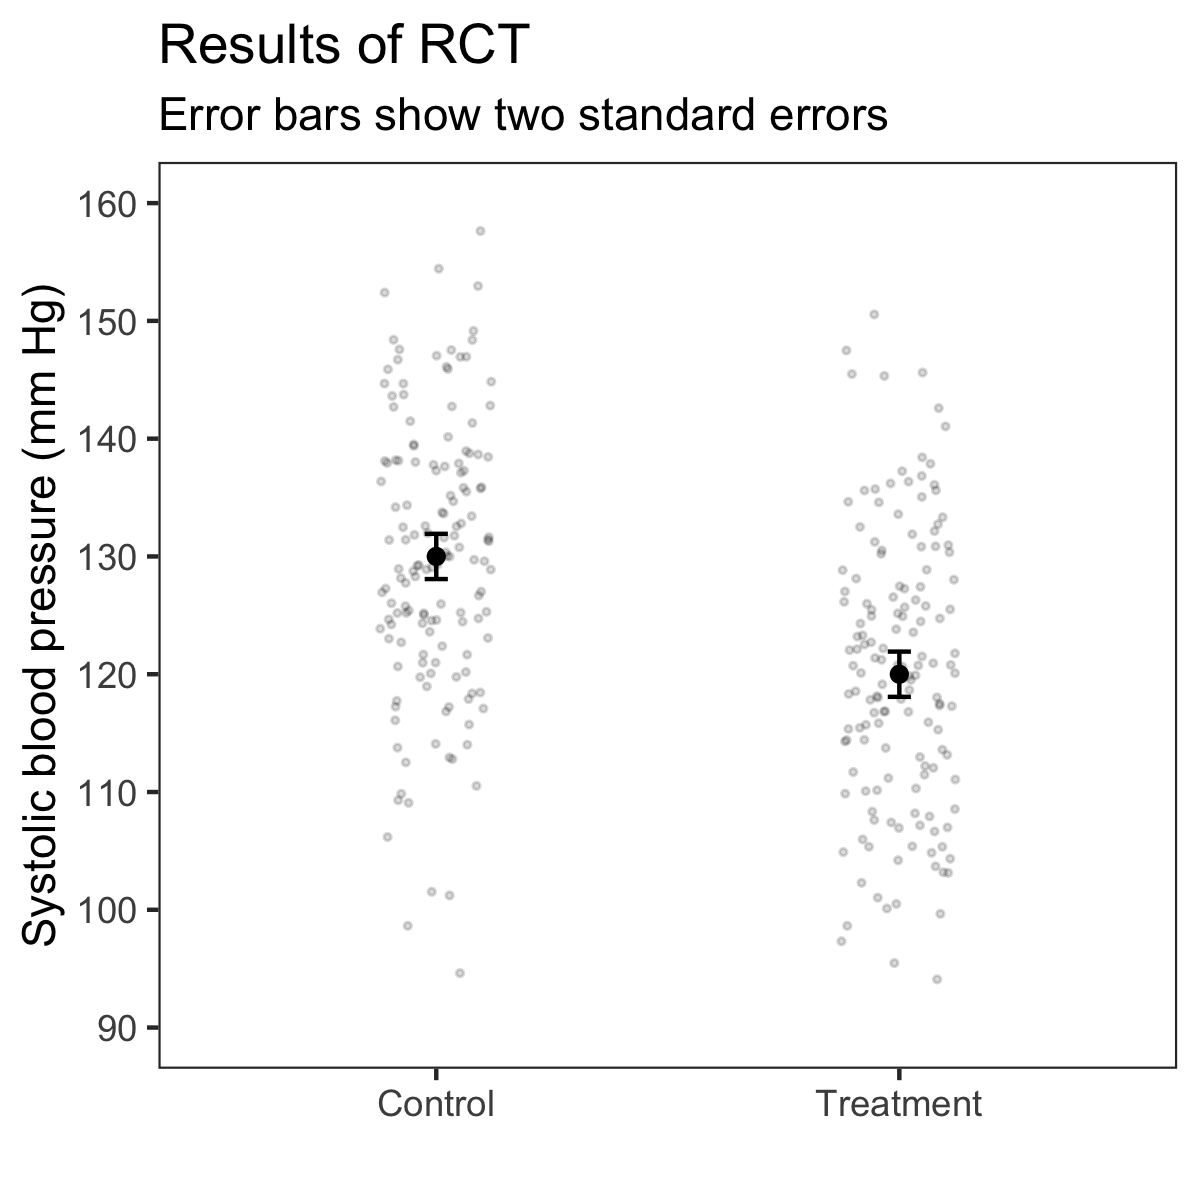 Results of RCT
Error bars show two standard errors
Systolic blood pressure (mm Hg)
160
150
140
130
120
110
100
90
Control
Treatment